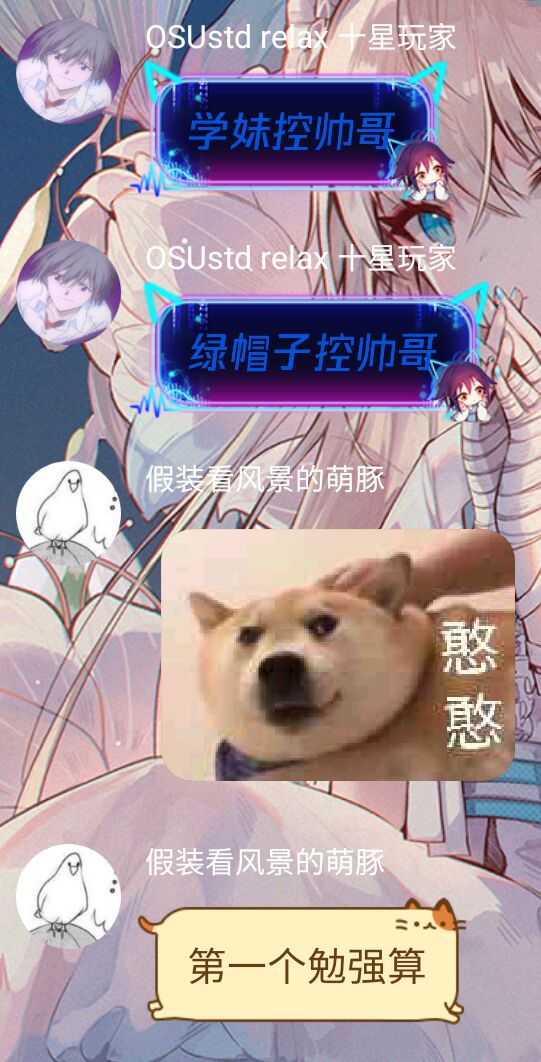 OSUstd relax 十星玩家
学妹控帅哥
OSUstd relax 十星玩家
绿帽子控帅哥
假装看风景的萌豚
憨
憨
假装看风景的萌豚
第一个勉强算